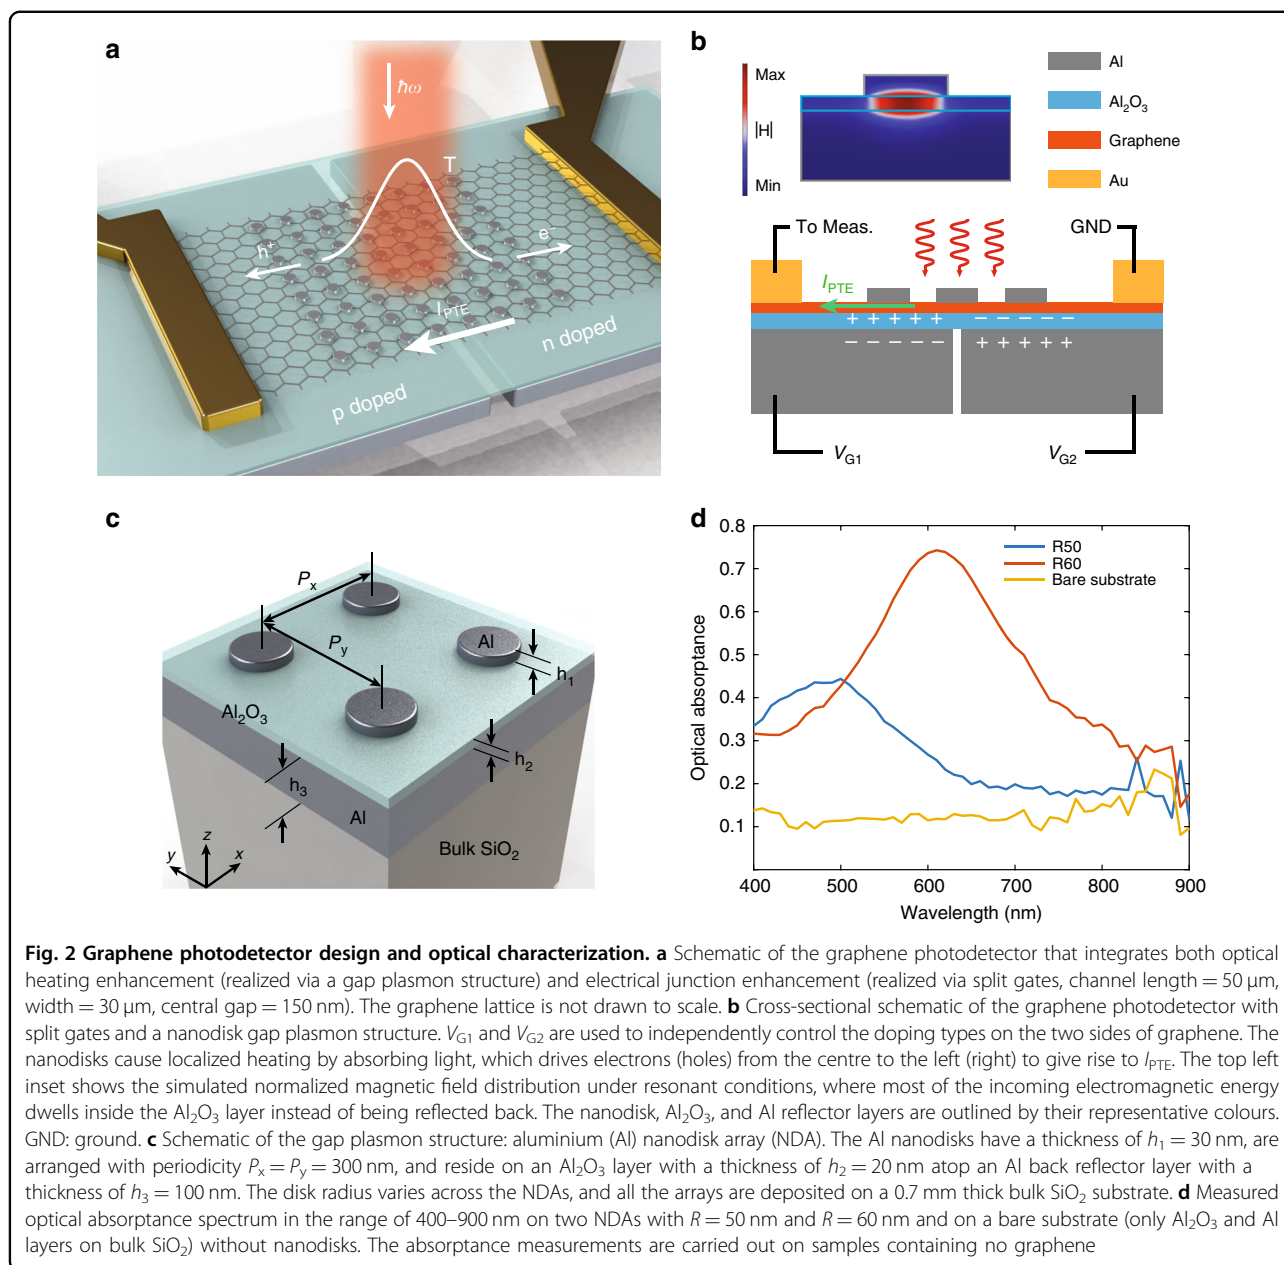 a
ħω
T
h⁺
e⁻
I_PTE
n doped
p doped
b
Max
|H|
Min
Al
Al₂O₃
Graphene
Au
To Meas.
GND
I_PTE
+ + + + +
− − − − −
− − − − −
+ + + + +
V_G1
V_G2
c
P_x
P_y
Al
h₁
Al₂O₃
h₂
h₃
Al
Bulk SiO₂
z
y
x
d
0.8
0.7
0.6
0.5
0.4
0.3
0.2
0.1
Optical absorptance
R50
R60
Bare substrate
400 500 600 700 800 900
Wavelength (nm)
Fig. 2 Graphene photodetector design and optical characterization. a Schematic of the graphene photodetector that integrates both optical
heating enhancement (realized via a gap plasmon structure) and electrical junction enhancement (realized via split gates, channel length = 50 μm,
width = 30 μm, central gap = 150 nm). The graphene lattice is not drawn to scale. b Cross-sectional schematic of the graphene photodetector with
split gates and a nanodisk gap plasmon structure. V_G1 and V_G2 are used to independently control the doping types on the two sides of graphene. The
nanodisks cause localized heating by absorbing light, which drives electrons (holes) from the centre to the left (right) to give rise to I_PTE. The top left
inset shows the simulated normalized magnetic field distribution under resonant conditions, where most of the incoming electromagnetic energy
dwells inside the Al₂O₃ layer instead of being reflected back. The nanodisk, Al₂O₃, and Al reflector layers are outlined by their representative colours.
GND: ground. c Schematic of the gap plasmon structure: aluminium (Al) nanodisk array (NDA). The Al nanodisks have a thickness of h₁ = 30 nm, are
arranged with periodicity P_x = P_y = 300 nm, and reside on an Al₂O₃ layer with a thickness of h₂ = 20 nm atop an Al back reflector layer with a
thickness of h₃ = 100 nm. The disk radius varies across the NDAs, and all the arrays are deposited on a 0.7 mm thick bulk SiO₂ substrate. d Measured
optical absorptance spectrum in the range of 400–900 nm on two NDAs with R = 50 nm and R = 60 nm and on a bare substrate (only Al₂O₃ and Al
layers on bulk SiO₂) without nanodisks. The absorptance measurements are carried out on samples containing no graphene